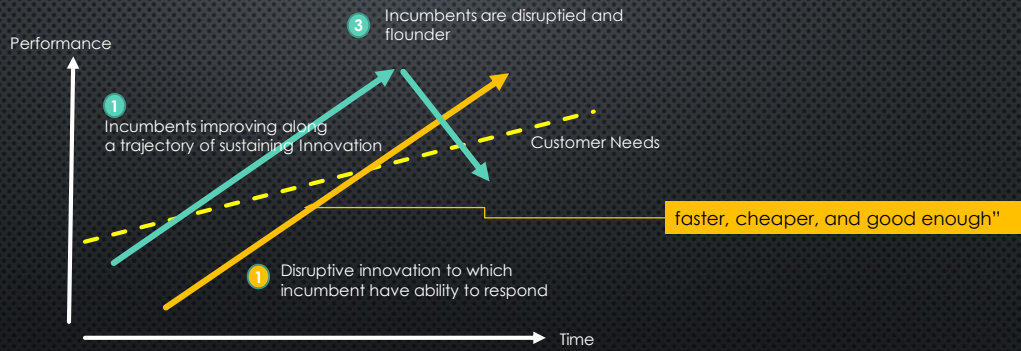 3
Incumbents are disruptied and
flounder
Performance
1
Incumbents improving along
a trajectory of sustaining Innovation
Customer Needs
faster, cheaper, and good enough”
1
Disruptive innovation to which
incumbent have ability to respond
Time